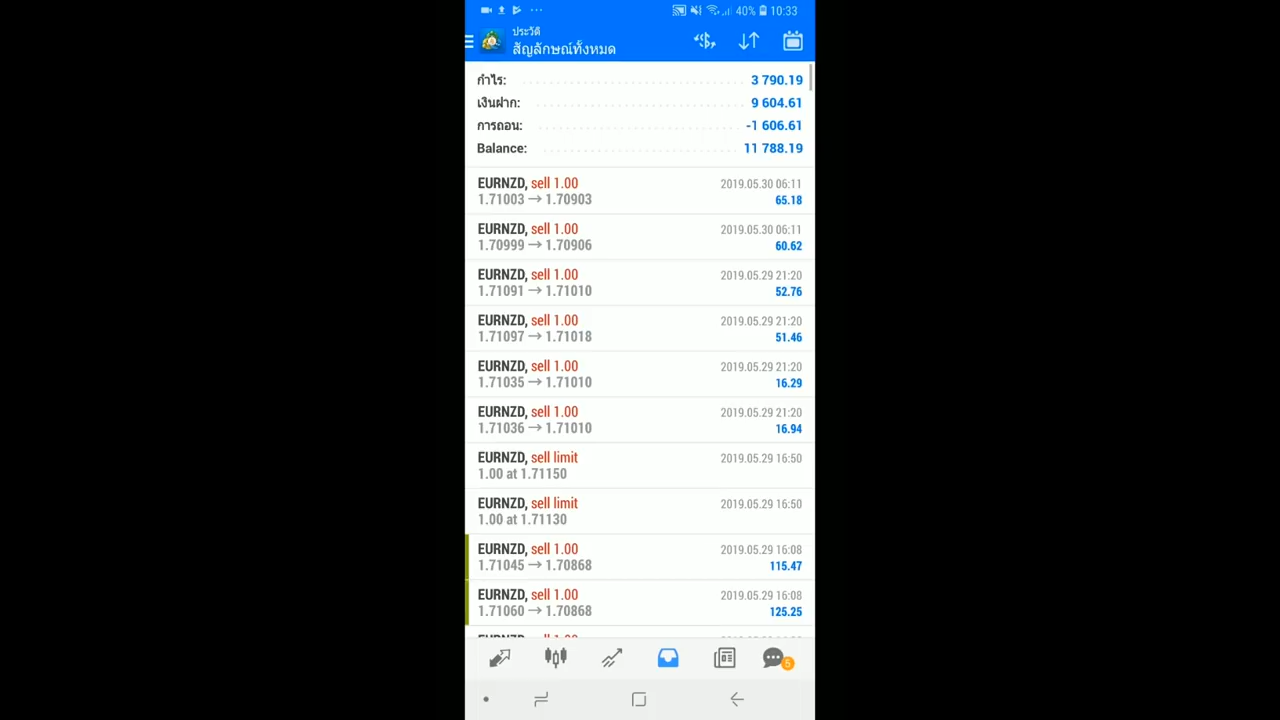 40% 10:33
ประวัติ
สัญลักษณ์ทั้งหมด
กำไร: 3 790.19
เงินฝาก: 9 604.61
การถอน: -1 606.61
Balance: 11 788.19
EURNZD, sell 1.00 2019.05.30 06:11
1.71003 → 1.70903 65.18
EURNZD, sell 1.00 2019.05.30 06:11
1.70999 → 1.70906 60.62
EURNZD, sell 1.00 2019.05.29 21:20
1.71091 → 1.71010 52.76
EURNZD, sell 1.00 2019.05.29 21:20
1.71097 → 1.71018 51.46
EURNZD, sell 1.00 2019.05.29 21:20
1.71035 → 1.71010 16.29
EURNZD, sell 1.00 2019.05.29 21:20
1.71036 → 1.71010 16.94
EURNZD, sell limit 2019.05.29 16:50
1.00 at 1.71150
EURNZD, sell limit 2019.05.29 16:50
1.00 at 1.71130
EURNZD, sell 1.00 2019.05.29 16:08
1.71045 → 1.70868 115.47
EURNZD, sell 1.00 2019.05.29 16:08
1.71060 → 1.70868 125.25
5